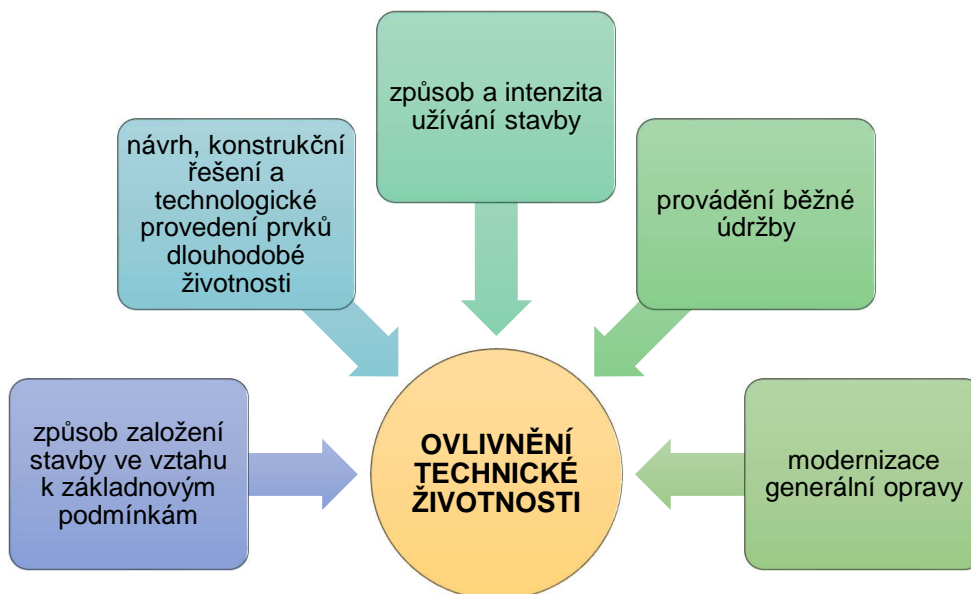 způsob a intenzita
užívání stavby
návrh, konstrukční
řešení a
technologické
provedení prvků
dlouhodobé
životnosti
provádění běžné
údržby
způsob založení
stavby ve vztahu
k základnovým
podmínkám
OVLIVNĚNÍ
TECHNICKÉ
ŽIVOTNOSTI
modernizace
generální opravy